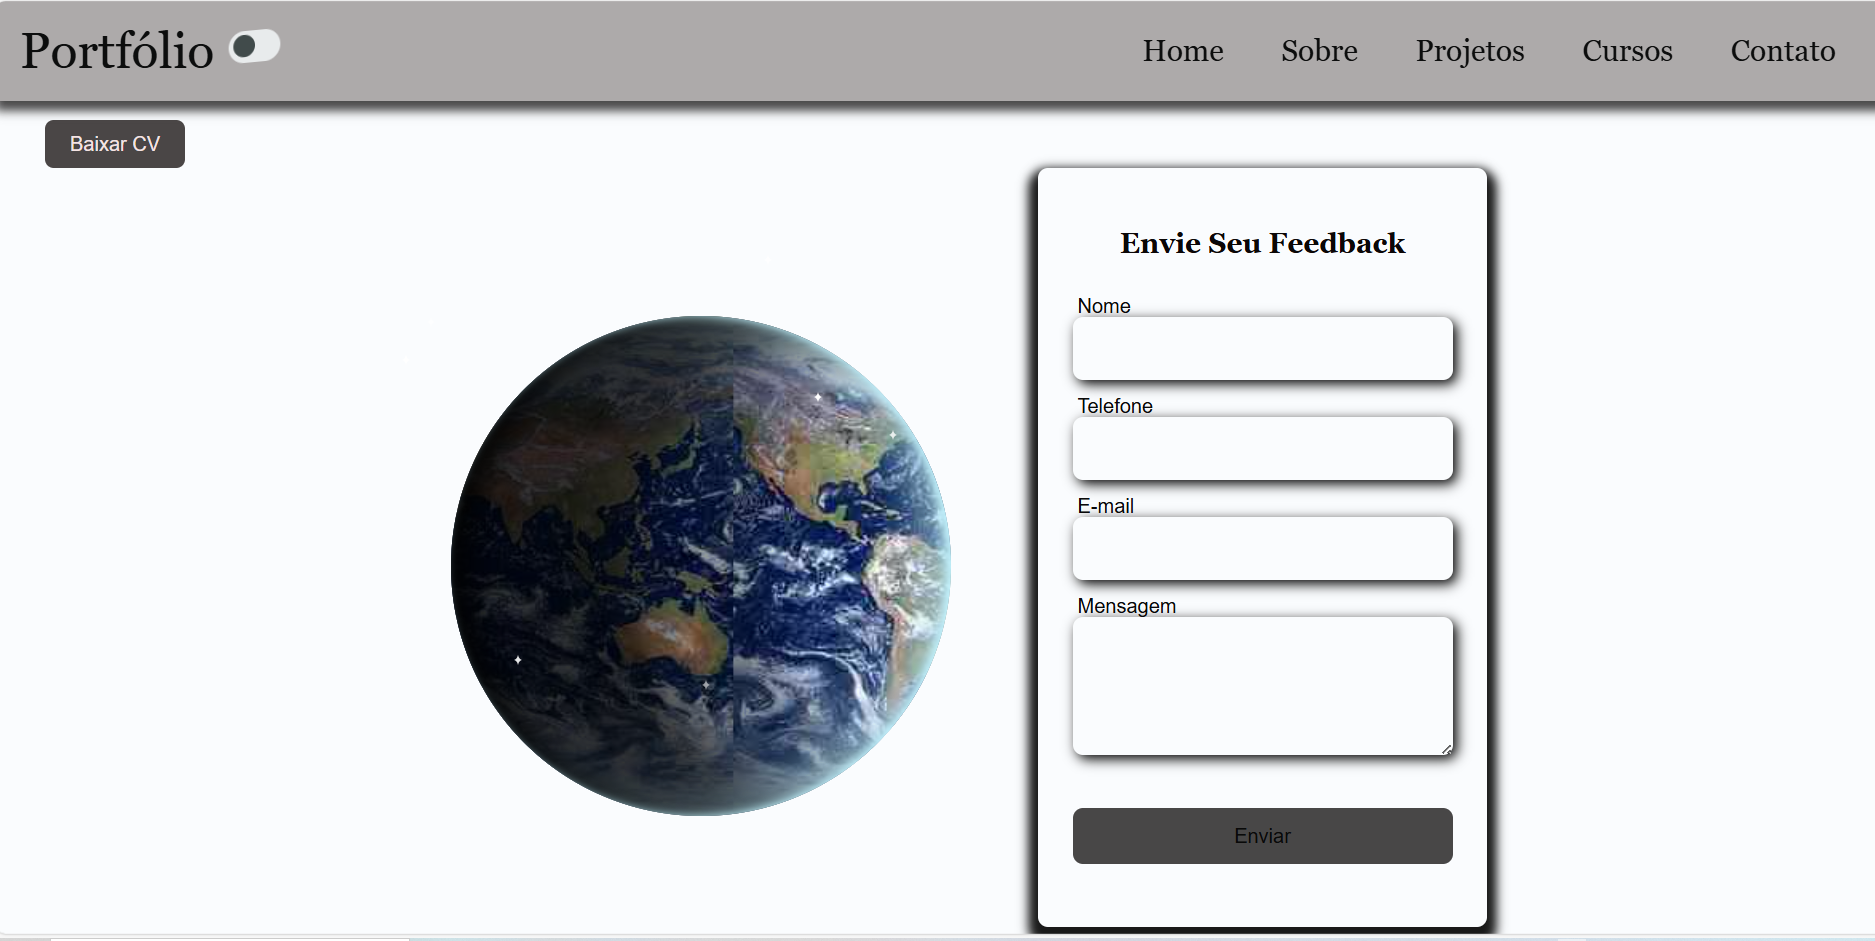 Portfólio
Home Sobre Projetos Cursos Contato
Baixar CV
Envie Seu Feedback
Nome
Telefone
E-mail
Mensagem
Enviar